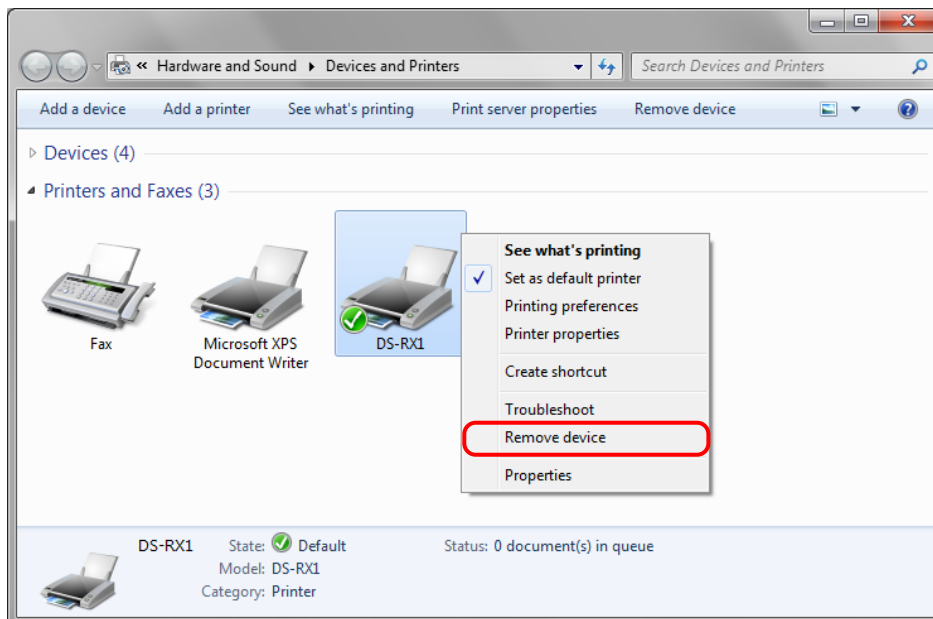 « Hardware and Sound ▸ Devices and Printers
Search Devices and Printers
Add a device Add a printer See what's printing Print server properties Remove device
Devices (4)
Printers and Faxes (3)
Fax
Microsoft XPS
Document Writer
DS-RX1
See what's printing
Set as default printer
Printing preferences
Printer properties
Create shortcut
Troubleshoot
Remove device
Properties
DS-RX1 State: Default Status: 0 document(s) in queue
Model: DS-RX1
Category: Printer